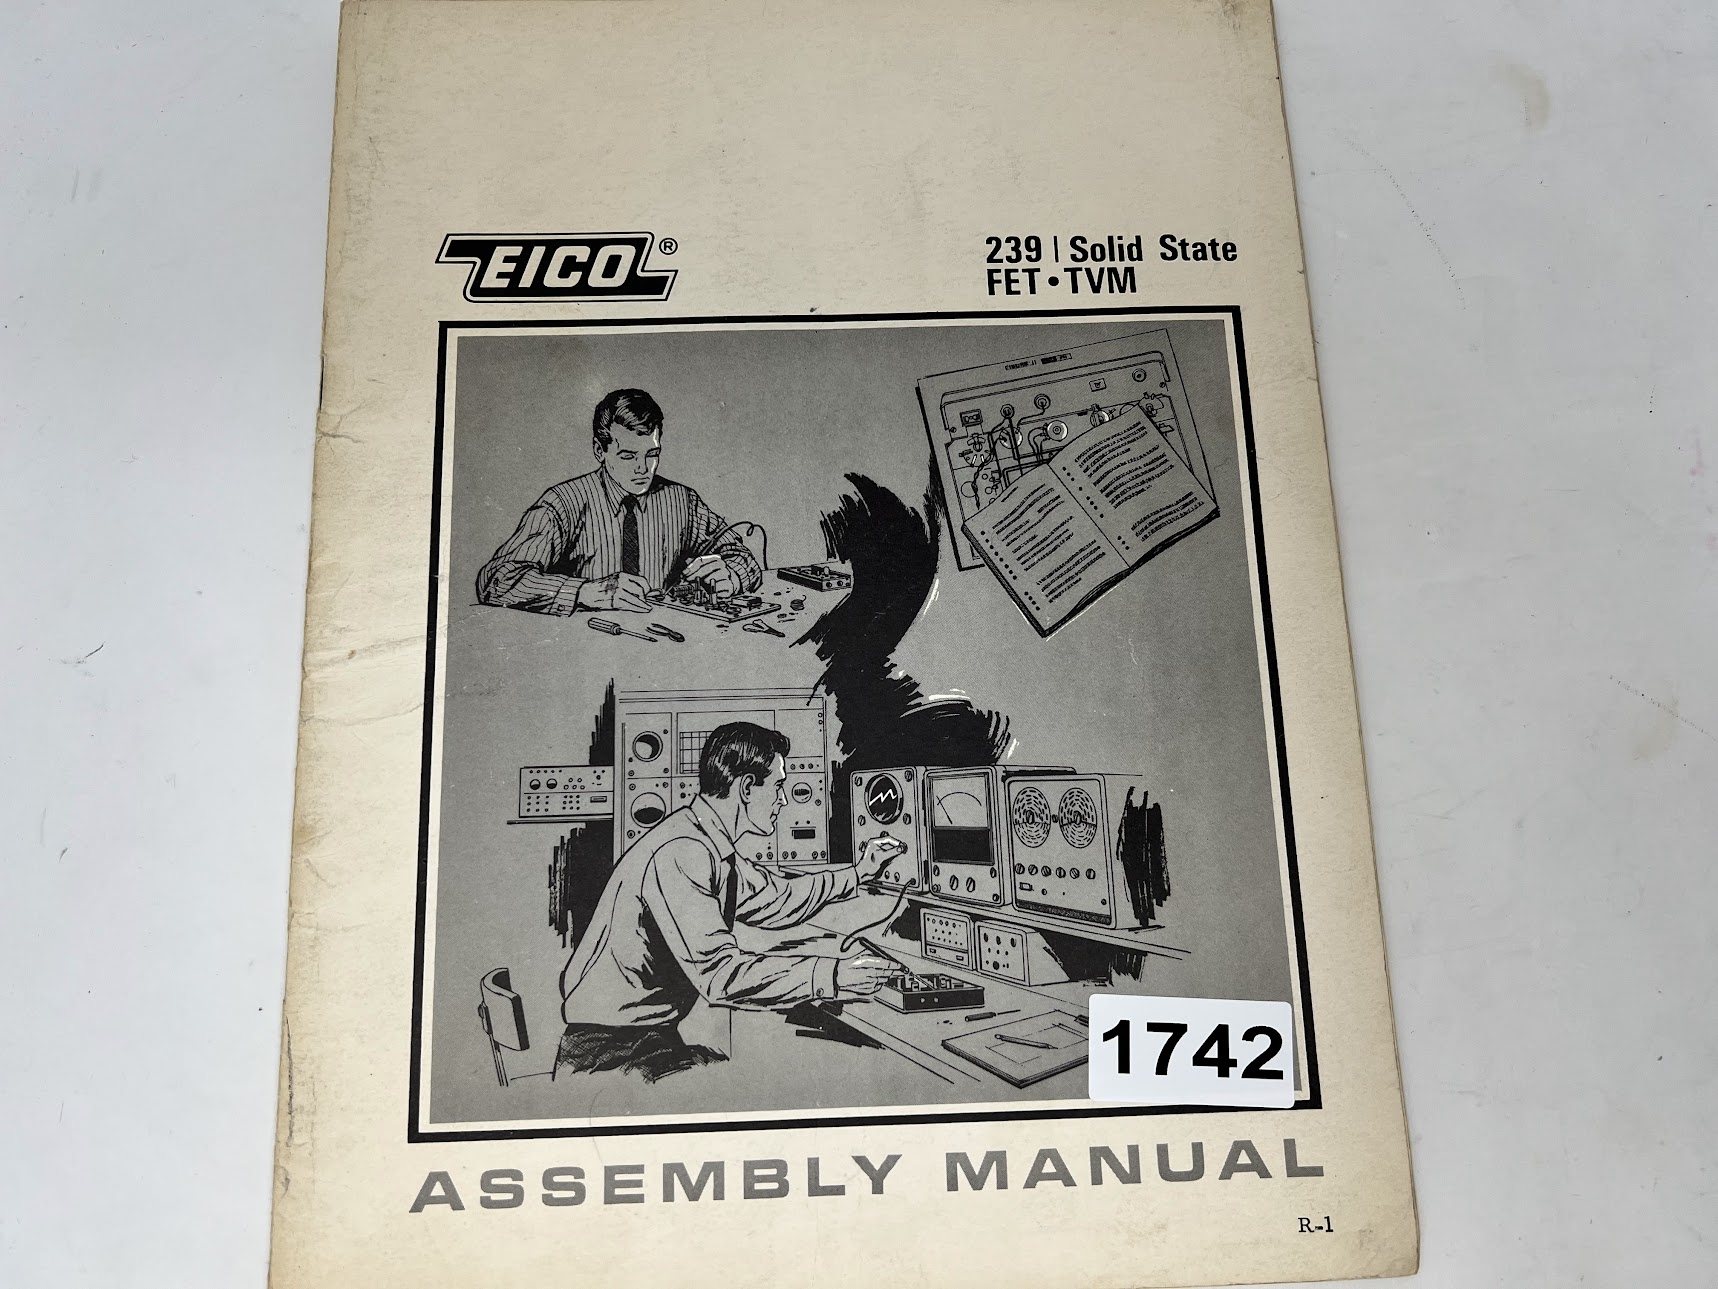 EICO®
239 | Solid State
FET • TVM
1742
ASSEMBLY MANUAL
R-1